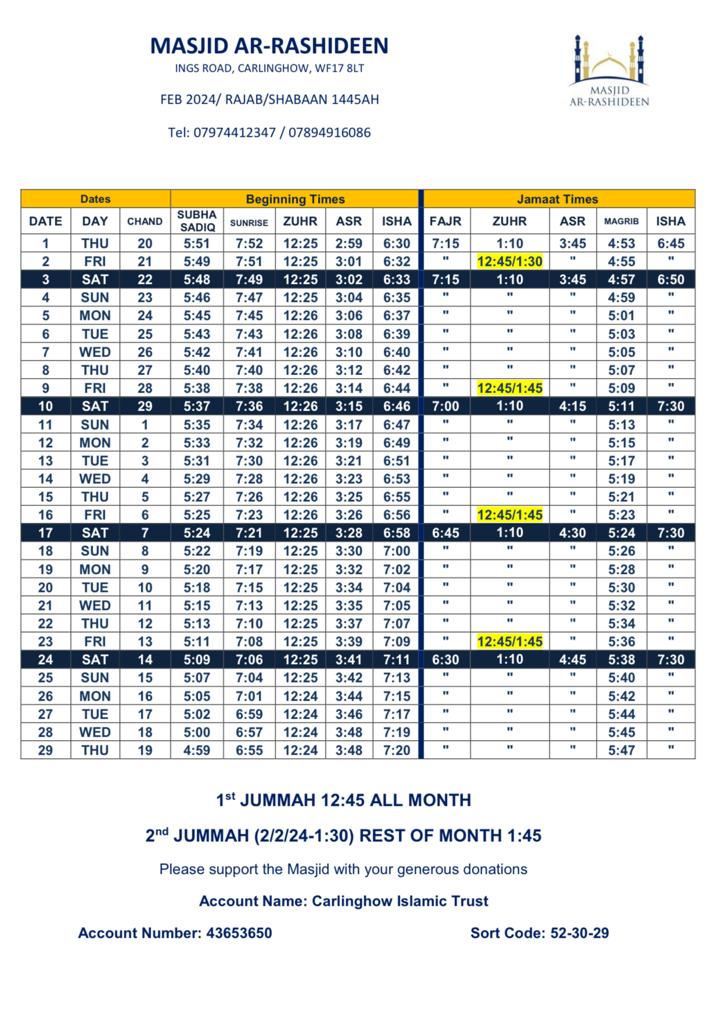 MASJID AR-RASHIDEEN
INGS ROAD, CARLINGHOW, WF17 8LT
FEB 2024/ RAJAB/SHABAAN 1445AH
Tel: 07974412347 / 07894916086
MASJID
AR-RASHIDEEN
Dates Beginning Times Jamaat Times
DATE DAY CHAND SUBHA SADIQ SUNRISE ZUHR ASR ISHA FAJR ZUHR ASR MAGRIB ISHA
1 THU 20 5:51 7:52 12:25 2:59 6:30 7:15 1:10 3:45 4:53 6:45
2 FRI 21 5:49 7:51 12:25 3:01 6:32 " 12:45/1:30 " 4:55 "
3 SAT 22 5:48 7:49 12:25 3:02 6:33 7:15 1:10 3:45 4:57 6:50
4 SUN 23 5:46 7:47 12:25 3:04 6:35 " " " 4:59 "
5 MON 24 5:45 7:45 12:26 3:06 6:37 " " " 5:01 "
6 TUE 25 5:43 7:43 12:26 3:08 6:39 " " " 5:03 "
7 WED 26 5:42 7:41 12:26 3:10 6:40 " " " 5:05 "
8 THU 27 5:40 7:40 12:26 3:12 6:42 " " " 5:07 "
9 FRI 28 5:38 7:38 12:26 3:14 6:44 " 12:45/1:45 " 5:09 "
10 SAT 29 5:37 7:36 12:26 3:15 6:46 7:00 1:10 4:15 5:11 7:30
11 SUN 1 5:35 7:34 12:26 3:17 6:47 " " " 5:13 "
12 MON 2 5:33 7:32 12:26 3:19 6:49 " " " 5:15 "
13 TUE 3 5:31 7:30 12:26 3:21 6:51 " " " 5:17 "
14 WED 4 5:29 7:28 12:26 3:23 6:53 " " " 5:19 "
15 THU 5 5:27 7:26 12:26 3:25 6:55 " " " 5:21 "
16 FRI 6 5:25 7:23 12:26 3:26 6:56 " 12:45/1:45 " 5:23 "
17 SAT 7 5:24 7:21 12:25 3:28 6:58 6:45 1:10 4:30 5:24 7:30
18 SUN 8 5:22 7:19 12:25 3:30 7:00 " " " 5:26 "
19 MON 9 5:20 7:17 12:25 3:32 7:02 " " " 5:28 "
20 TUE 10 5:18 7:15 12:25 3:34 7:04 " " " 5:30 "
21 WED 11 5:15 7:13 12:25 3:35 7:05 " " " 5:32 "
22 THU 12 5:13 7:10 12:25 3:37 7:07 " " " 5:34 "
23 FRI 13 5:11 7:08 12:25 3:39 7:09 " 12:45/1:45 " 5:36 "
24 SAT 14 5:09 7:06 12:25 3:41 7:11 6:30 1:10 4:45 5:38 7:30
25 SUN 15 5:07 7:04 12:25 3:42 7:13 " " " 5:40 "
26 MON 16 5:05 7:01 12:24 3:44 7:15 " " " 5:42 "
27 TUE 17 5:02 6:59 12:24 3:46 7:17 " " " 5:44 "
28 WED 18 5:00 6:57 12:24 3:48 7:19 " " " 5:45 "
29 THU 19 4:59 6:55 12:24 3:48 7:20 " " " 5:47 "
1st JUMMAH 12:45 ALL MONTH
2nd JUMMAH (2/2/24-1:30) REST OF MONTH 1:45
Please support the Masjid with your generous donations
Account Name: Carlinghow Islamic Trust
Account Number: 43653650 Sort Code: 52-30-29